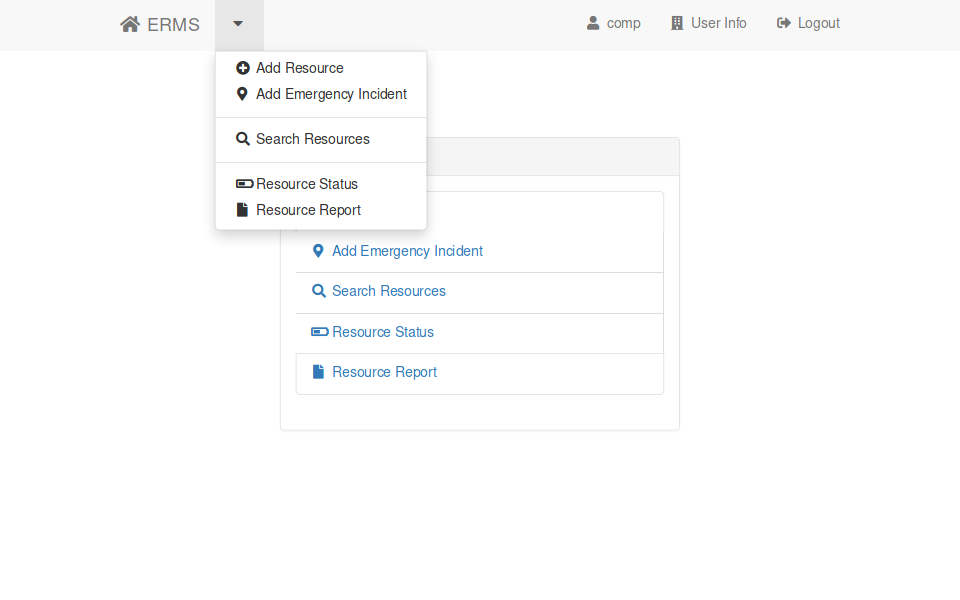 ERMS
comp
User Info
Logout
Add Resource
Add Emergency Incident
Search Resources
Resource Status
Resource Report
Add Emergency Incident
Search Resources
Resource Status
Resource Report